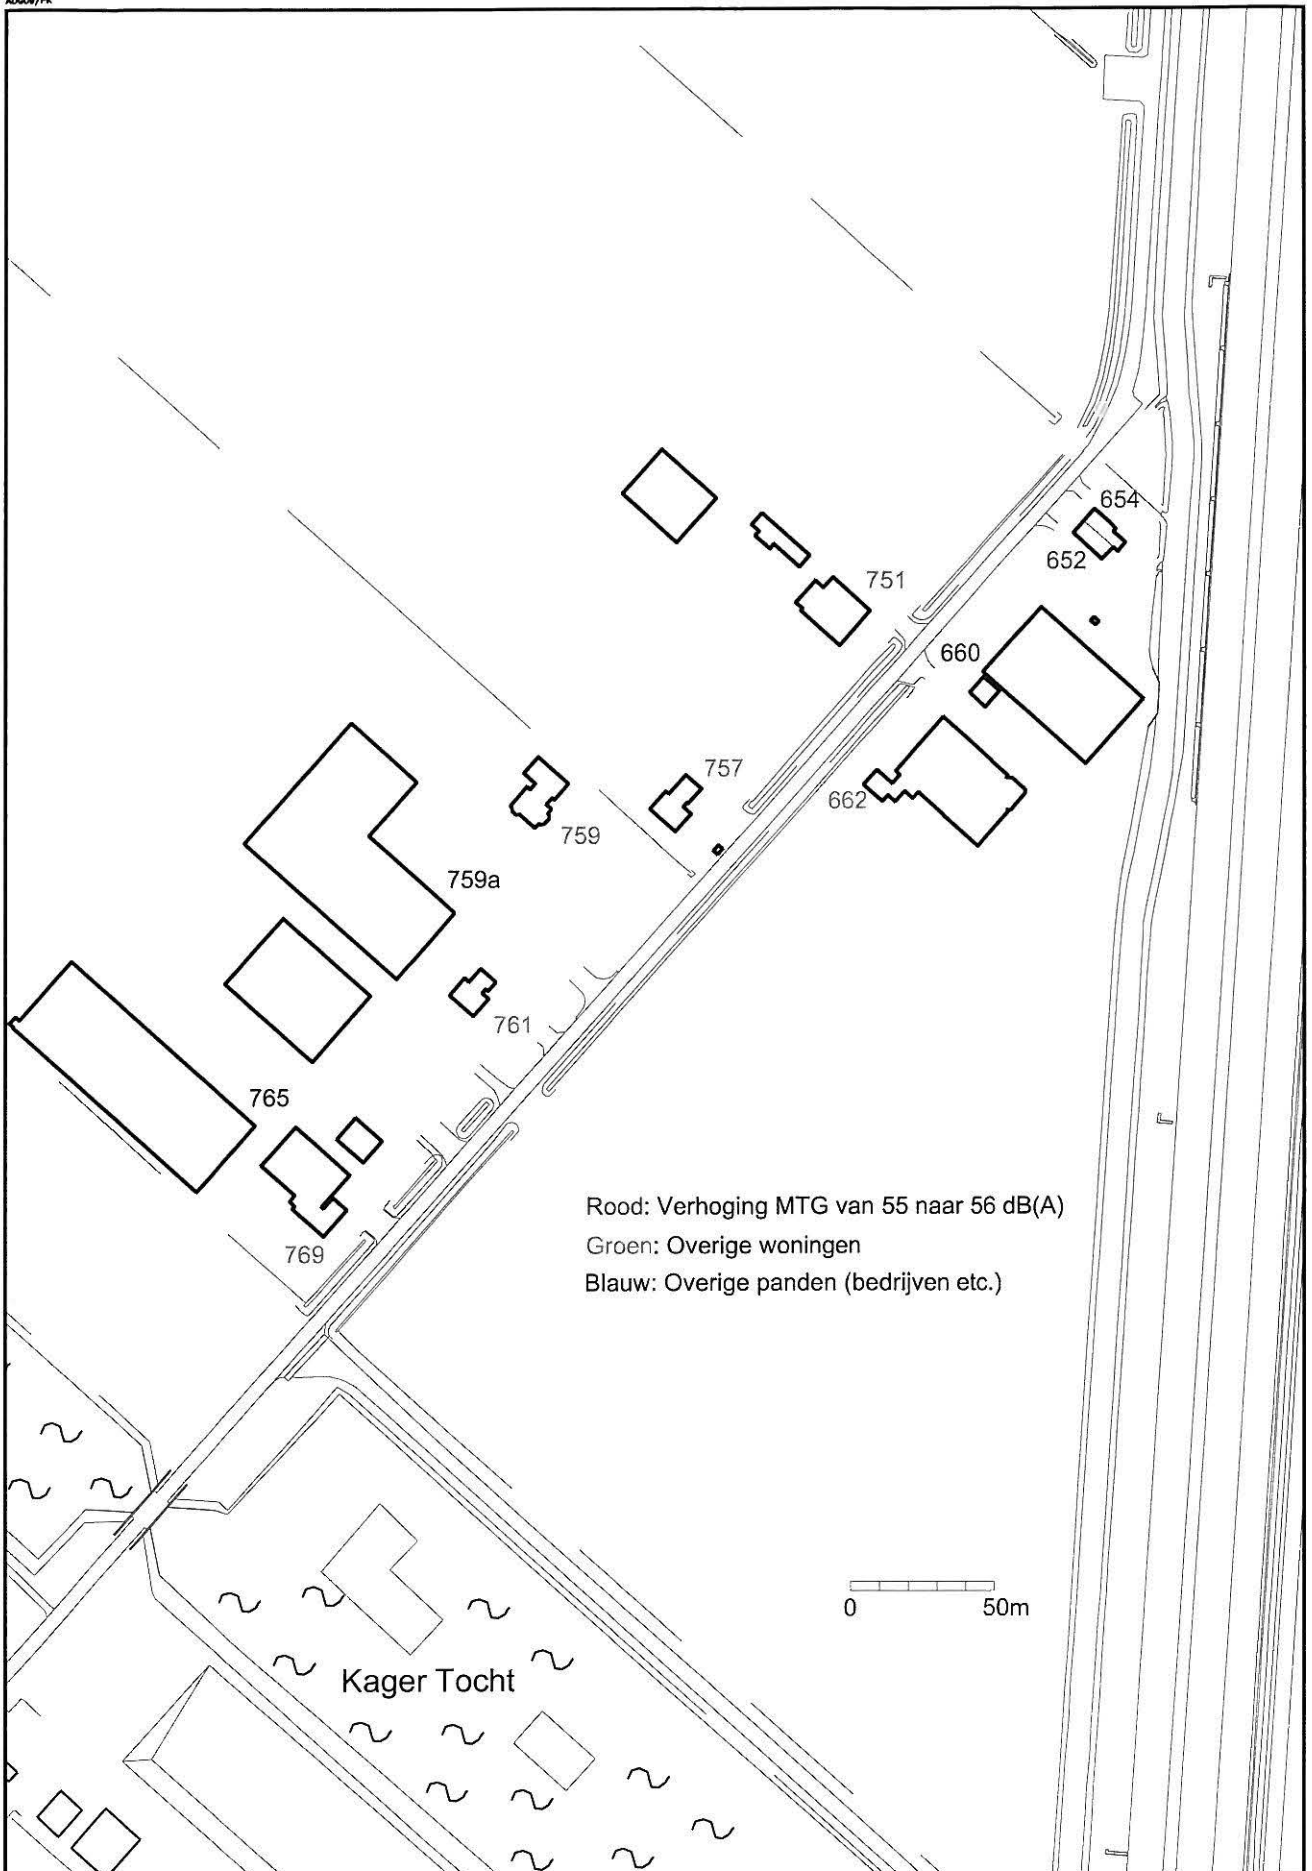 654
652
751
660
757
662
759
759a
761
765
769
Rood: Verhoging MTG van 55 naar 56 dB(A)
Groen: Overige woningen
Blauw: Overige panden (bedrijven etc.)
0 50m
Kager Tocht